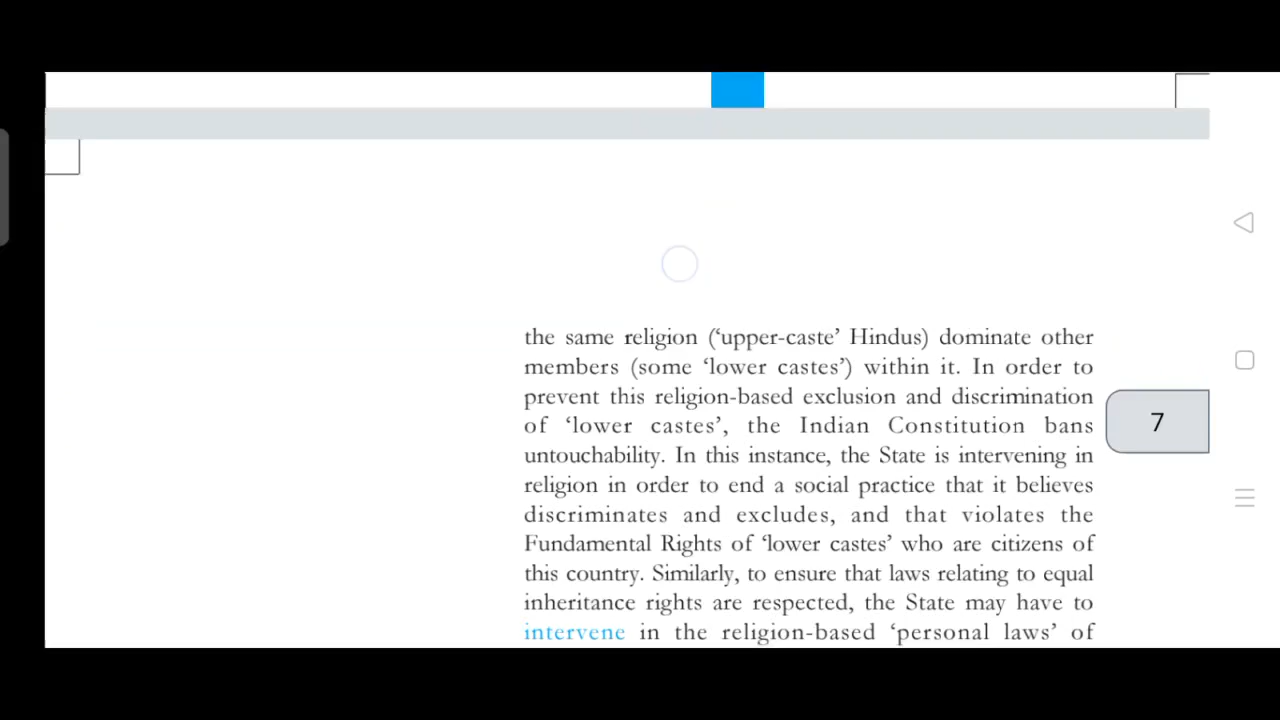 the same religion (‘upper-caste’ Hindus) dominate other
members (some ‘lower castes’) within it. In order to
prevent this religion-based exclusion and discrimination
of ‘lower castes’, the Indian Constitution bans
untouchability. In this instance, the State is intervening in
religion in order to end a social practice that it believes
discriminates and excludes, and that violates the
Fundamental Rights of ‘lower castes’ who are citizens of
this country. Similarly, to ensure that laws relating to equal
inheritance rights are respected, the State may have to
intervene in the religion-based ‘personal laws’ of
7